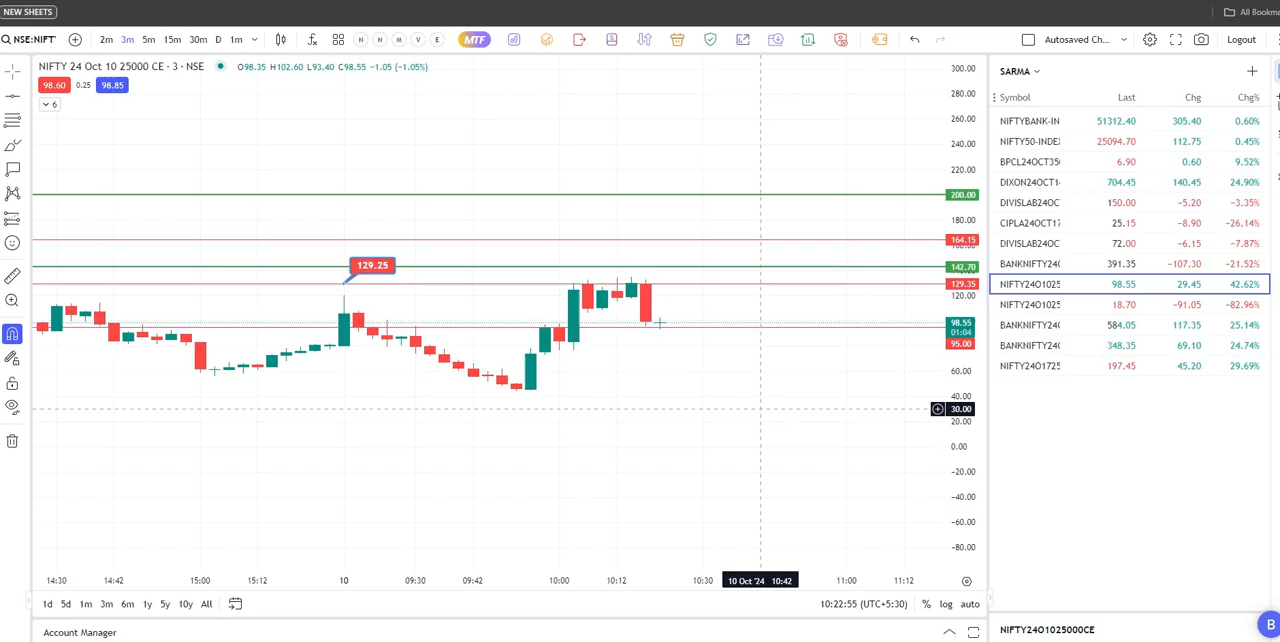 NEW SHEETS
All Bookma
NSE:NIFT
2m 3m 5m 15m 30m D 1m
N N M V E
MTF
Autosaved Ch...
Logout
NIFTY 24 Oct 10 25000 CE · 3 · NSE
O98.35 H102.60 L93.40 C98.55 −1.05 (−1.05%)
98.60 0.25 98.85
6
129.25
300.00
280.00
260.00
240.00
220.00
200.00
180.00
164.15
142.70
129.35
120.00
98.55
01:04
95.00
60.00
40.00
30.00
20.00
0.00
−20.00
−40.00
−60.00
−80.00
14:30 14:42 15:00 15:12 10 09:30 09:42 10:00 10:12 10:30 10 Oct '24 10:42 11:00 11:12
1d 5d 1m 3m 6m 1y 5y 10y All
10:22:55 (UTC+5:30) % log auto
Account Manager
SARMA
Symbol Last Chg Chg%
NIFTYBANK-IN 51312.40 305.40 0.60%
NIFTY50-INDE 25094.70 112.75 0.45%
BPCL24OCT35 6.90 0.60 9.52%
DIXON24OCT1 704.45 140.45 24.90%
DIVISLAB24OC 150.00 −5.20 −3.35%
CIPLA24OCT17 25.15 −8.90 −26.14%
DIVISLAB24OC 72.00 −6.15 −7.87%
BANKNIFTY24 391.35 −107.30 −21.52%
NIFTY24O1025 98.55 29.45 42.62%
NIFTY24O1025 18.70 −91.05 −82.96%
BANKNIFTY24 584.05 117.35 25.14%
BANKNIFTY24 348.35 69.10 24.74%
NIFTY24O1725 197.45 45.20 29.69%
NIFTY24O1025000CE
B